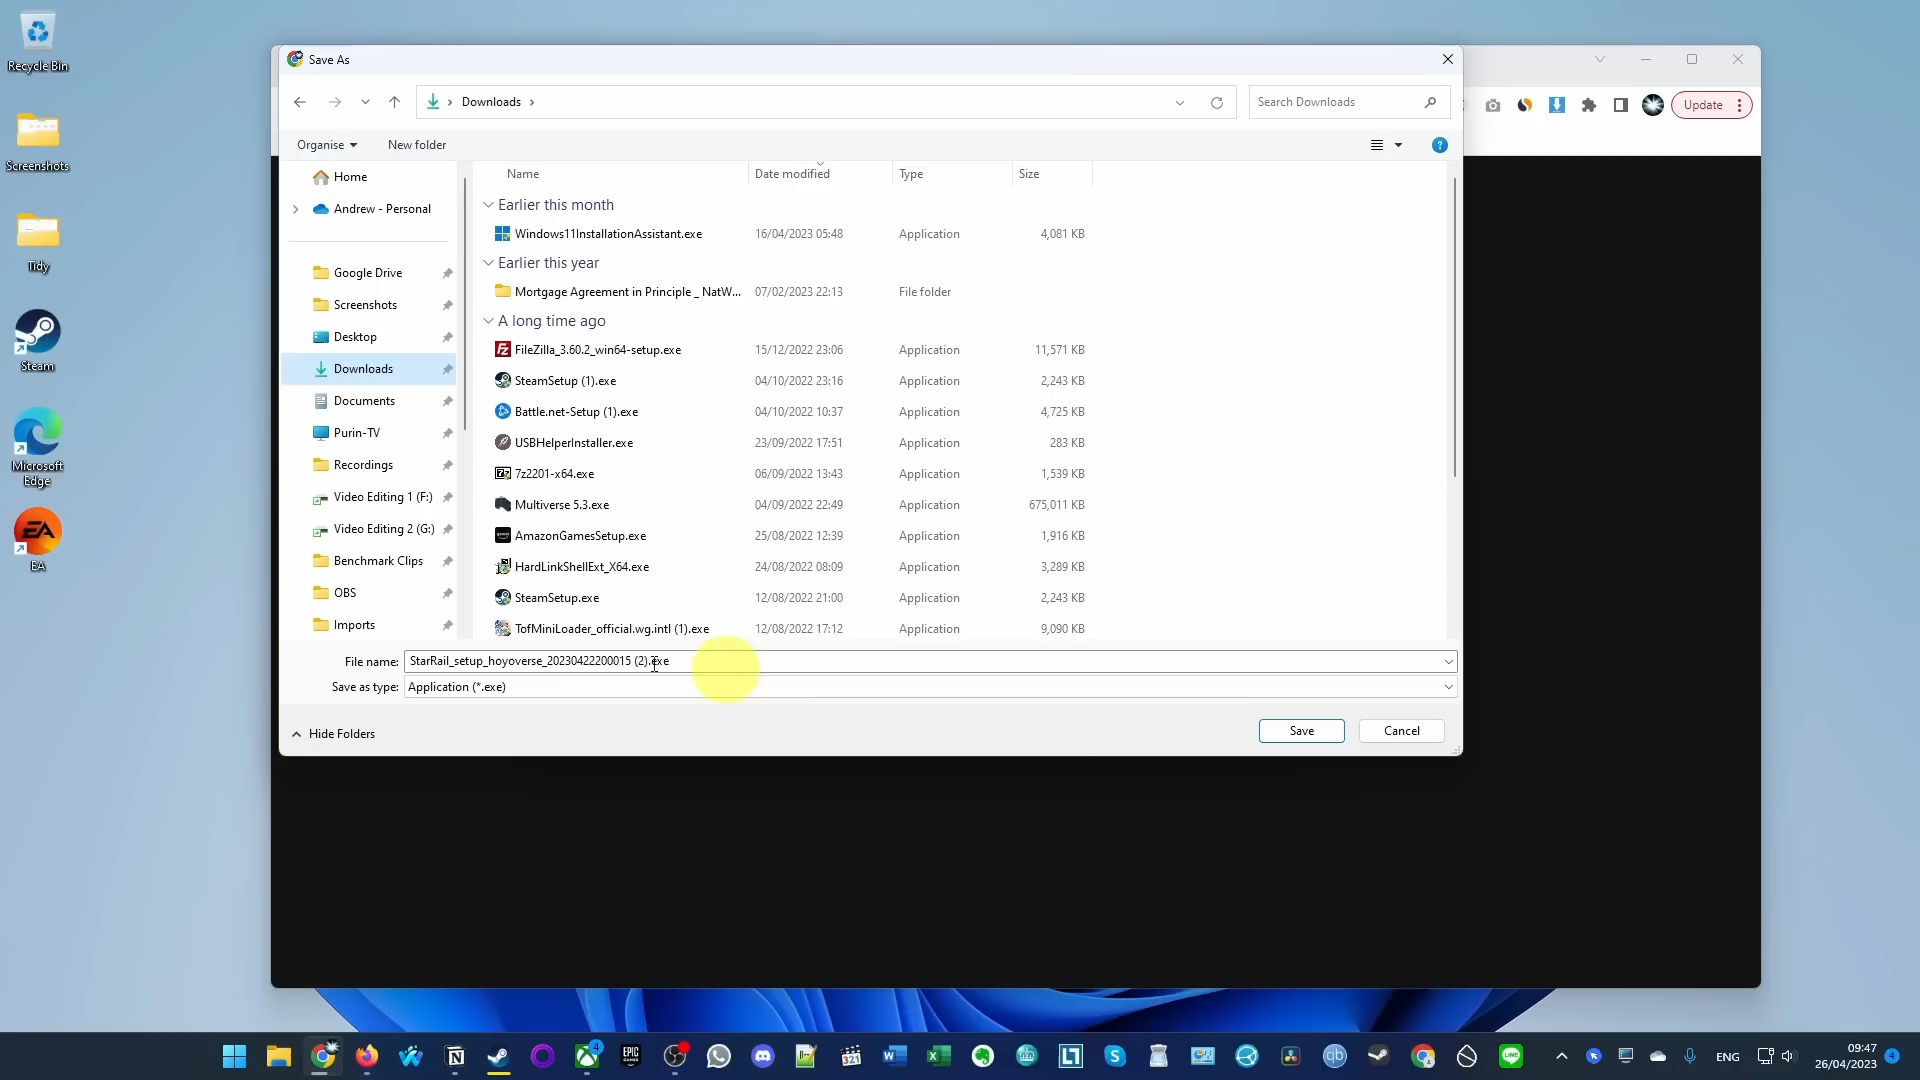 Recycle Bin
Screenshots
Tidy
Steam
Microsoft
Edge
EA
EA
Save As
Downloads
Search Downloads
Update
Organise
New folder
Home
Andrew - Personal
Google Drive
Screenshots
Desktop
Downloads
Documents
Purin-TV
Recordings
Video Editing 1 (F:)
Video Editing 2 (G:)
Benchmark Clips
OBS
Imports
Name Date modified Type Size
Earlier this month
Windows11InstallationAssistant.exe 16/04/2023 05:48 Application 4,081 KB
Earlier this year
Mortgage Agreement in Principle _ NatW... 07/02/2023 22:13 File folder
A long time ago
FileZilla_3.60.2_win64-setup.exe 15/12/2022 23:06 Application 11,571 KB
SteamSetup (1).exe 04/10/2022 23:16 Application 2,243 KB
Battle.net-Setup (1).exe 04/10/2022 10:37 Application 4,725 KB
USBHelperInstaller.exe 23/09/2022 17:51 Application 283 KB
7z2201-x64.exe 06/09/2022 13:43 Application 1,539 KB
Multiverse 5.3.exe 04/09/2022 22:49 Application 675,011 KB
AmazonGamesSetup.exe 25/08/2022 12:39 Application 1,916 KB
HardLinkShellExt_X64.exe 24/08/2022 08:09 Application 3,289 KB
SteamSetup.exe 12/08/2022 21:00 Application 2,243 KB
TofMiniLoader_official.wg.intl (1).exe 12/08/2022 17:12 Application 9,090 KB
File name: StarRail_setup_hoyoverse_20230422200015 (2).exe
Save as type: Application (*.exe)
Hide Folders
Save
Cancel
4
EPIC
GAMES
321
LINE
ENG
09:47
26/04/2023
4